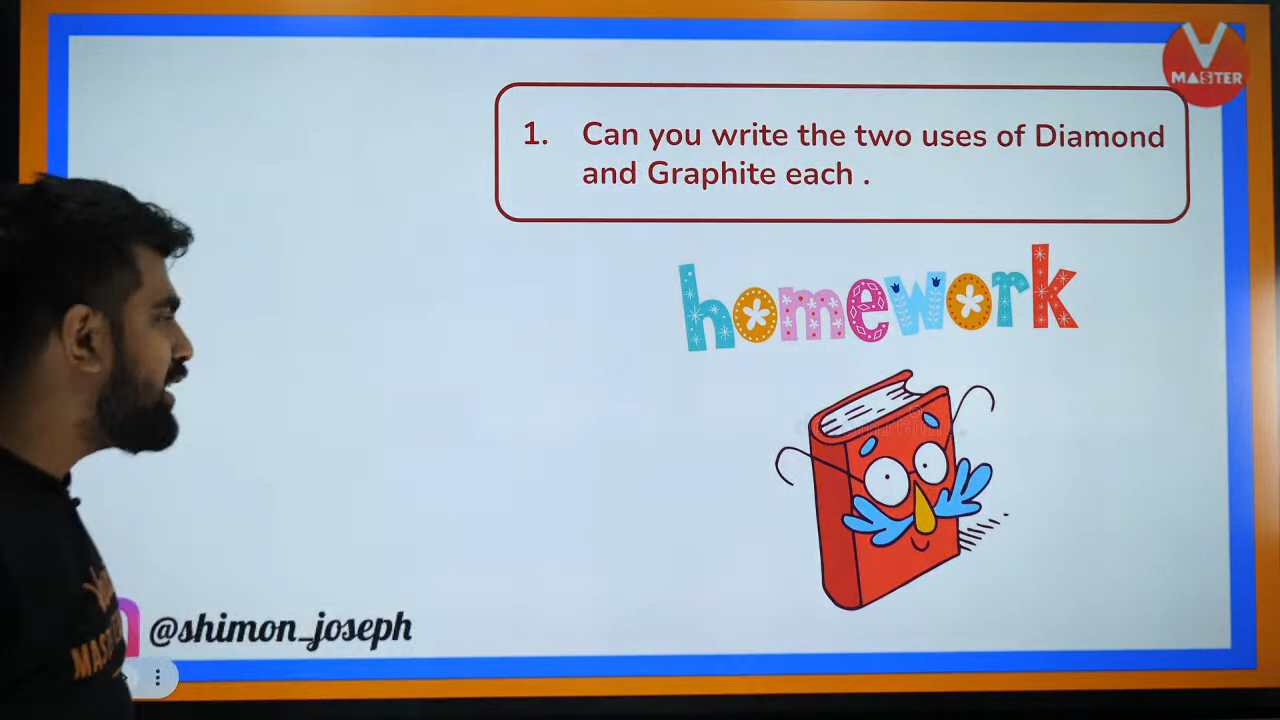 V
MASTER
1. Can you write the two uses of Diamond
and Graphite each .
homework
@shimon_joseph